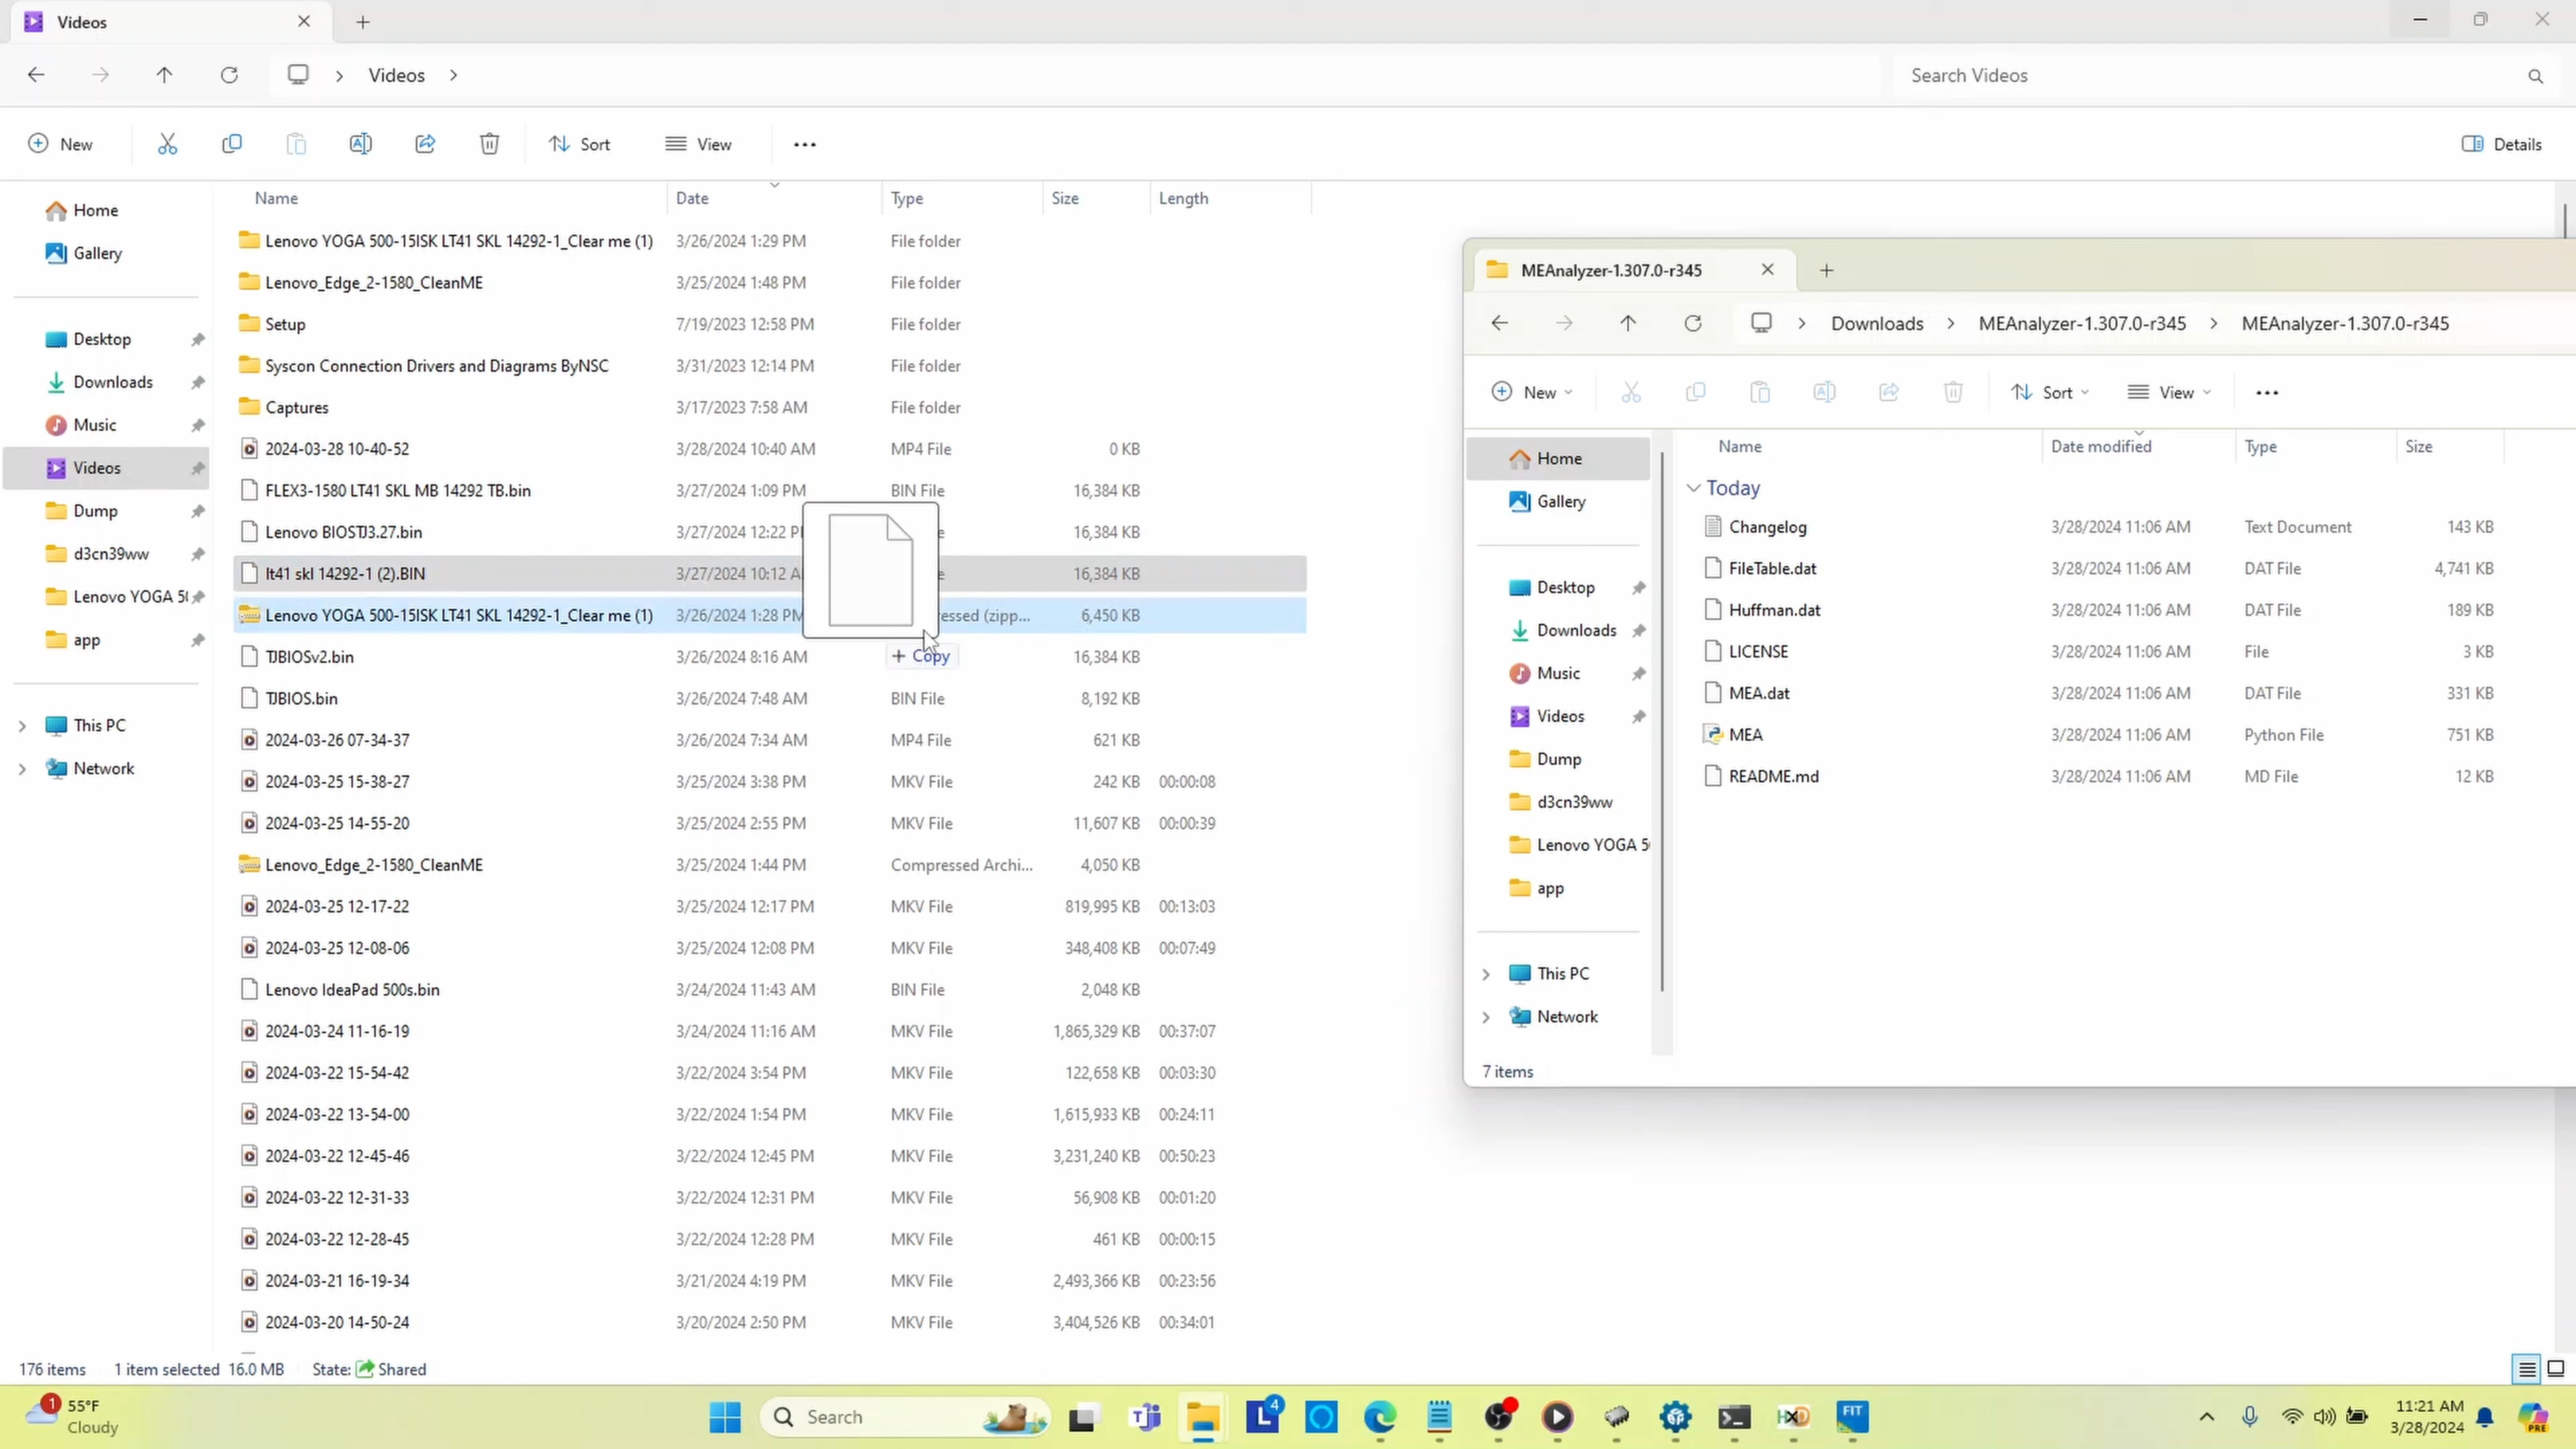 Videos
Videos
Search Videos
New
Sort
View
Details
Home
Gallery
Desktop
Downloads
Music
Videos
Dump
d3cn39ww
Lenovo YOGA 5(
app
This PC
Network
Name Date Type Size Length
Lenovo YOGA 500-15ISK LT41 SKL 14292-1_Clear me (1) 3/26/2024 1:29 PM File folder
Lenovo_Edge_2-1580_CleanME 3/25/2024 1:48 PM File folder
Setup 7/19/2023 12:58 PM File folder
Syscon Connection Drivers and Diagrams ByNSC 3/31/2023 12:14 PM File folder
Captures 3/17/2023 7:58 AM File folder
2024-03-28 10-40-52 3/28/2024 10:40 AM MP4 File 0 KB
FLEX3-1580 LT41 SKL MB 14292 TB.bin 3/27/2024 1:09 PM BIN File 16,384 KB
Lenovo BIOSTJ3.27.bin 3/27/2024 12:22 P 16,384 KB
lt41 skl 14292-1 (2).BIN 3/27/2024 10:12 A 16,384 KB
Lenovo YOGA 500-15ISK LT41 SKL 14292-1_Clear me (1) 3/26/2024 1:28 PM essed (zipp... 6,450 KB
+ Copy
TJBIOSv2.bin 3/26/2024 8:16 AM 16,384 KB
TJBIOS.bin 3/26/2024 7:48 AM BIN File 8,192 KB
2024-03-26 07-34-37 3/26/2024 7:34 AM MP4 File 621 KB
2024-03-25 15-38-27 3/25/2024 3:38 PM MKV File 242 KB 00:00:08
2024-03-25 14-55-20 3/25/2024 2:55 PM MKV File 11,607 KB 00:00:39
Lenovo_Edge_2-1580_CleanME 3/25/2024 1:44 PM Compressed Archi... 4,050 KB
2024-03-25 12-17-22 3/25/2024 12:17 PM MKV File 819,995 KB 00:13:03
2024-03-25 12-08-06 3/25/2024 12:08 PM MKV File 348,408 KB 00:07:49
Lenovo IdeaPad 500s.bin 3/24/2024 11:43 AM BIN File 2,048 KB
2024-03-24 11-16-19 3/24/2024 11:16 AM MKV File 1,865,329 KB 00:37:07
2024-03-22 15-54-42 3/22/2024 3:54 PM MKV File 122,658 KB 00:03:30
2024-03-22 13-54-00 3/22/2024 1:54 PM MKV File 1,615,933 KB 00:24:11
2024-03-22 12-45-46 3/22/2024 12:45 PM MKV File 3,231,240 KB 00:50:23
2024-03-22 12-31-33 3/22/2024 12:31 PM MKV File 56,908 KB 00:01:20
2024-03-22 12-28-45 3/22/2024 12:28 PM MKV File 461 KB 00:00:15
2024-03-21 16-19-34 3/21/2024 4:19 PM MKV File 2,493,366 KB 00:23:56
2024-03-20 14-50-24 3/20/2024 2:50 PM MKV File 3,404,526 KB 00:34:01
176 items 1 item selected 16.0 MB State: Shared
MEAnalyzer-1.307.0-r345
Downloads MEAnalyzer-1.307.0-r345 MEAnalyzer-1.307.0-r345
New Sort View
Home
Gallery
Desktop
Downloads
Music
Videos
Dump
d3cn39ww
Lenovo YOGA 5
app
This PC
Network
Name Date modified Type Size
Today
Changelog 3/28/2024 11:06 AM Text Document 143 KB
FileTable.dat 3/28/2024 11:06 AM DAT File 4,741 KB
Huffman.dat 3/28/2024 11:06 AM DAT File 189 KB
LICENSE 3/28/2024 11:06 AM File 3 KB
MEA.dat 3/28/2024 11:06 AM DAT File 331 KB
MEA 3/28/2024 11:06 AM Python File 751 KB
README.md 3/28/2024 11:06 AM MD File 12 KB
7 items
1
55°F
Cloudy
Search
L
4
HXD
FIT
11:21 AM
3/28/2024
PRE